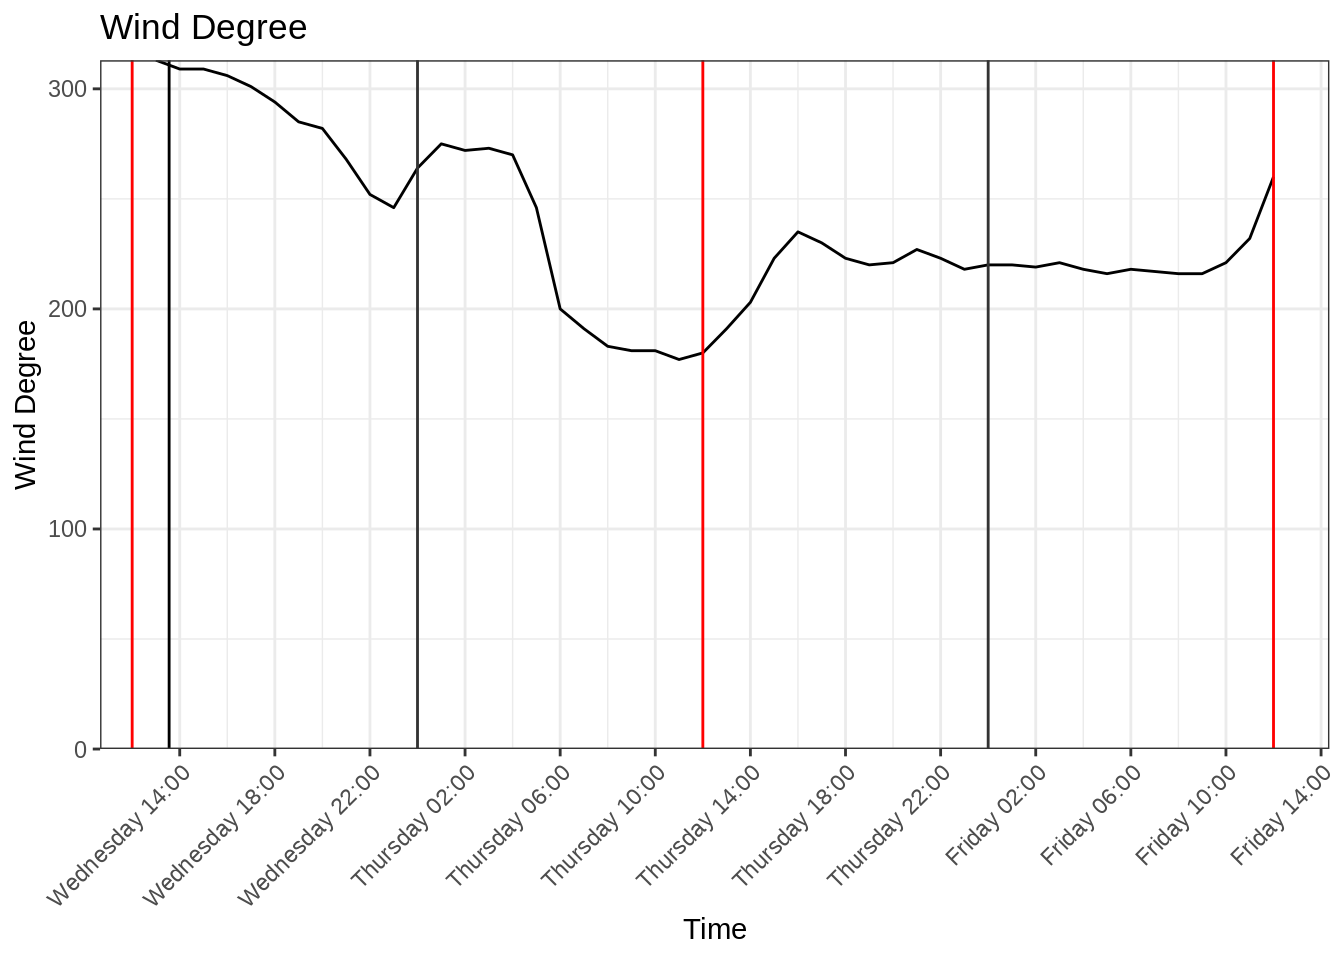 Wind Degree
Wind Degree
300
200
100
0
Wednesday 14:00
Wednesday 18:00
Wednesday 22:00
Thursday 02:00
Thursday 06:00
Thursday 10:00
Thursday 14:00
Thursday 18:00
Thursday 22:00
Friday 02:00
Friday 06:00
Friday 10:00
Friday 14:00
Time